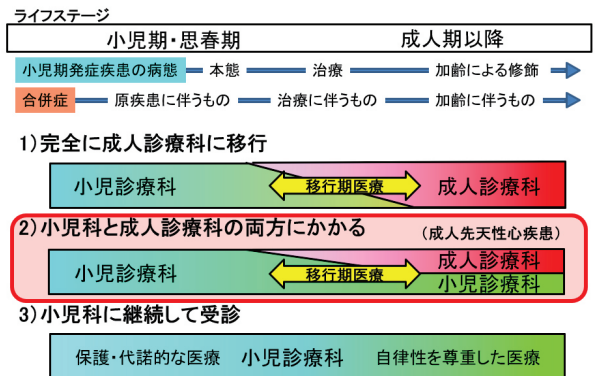 ライフステージ
小児期・思春期 成人期以降
小児期発症疾患の病態 本態 治療 加齢による修飾
合併症 原疾患に伴うもの 治療に伴うもの 加齢に伴うもの
1)完全に成人診療科に移行
小児診療科 移行期医療 成人診療科
2)小児科と成人診療科の両方にかかる (成人先天性心疾患)
小児診療科 移行期医療 成人診療科
小児診療科
3)小児科に継続して受診
保護・代諾的な医療 小児診療科 自律性を尊重した医療